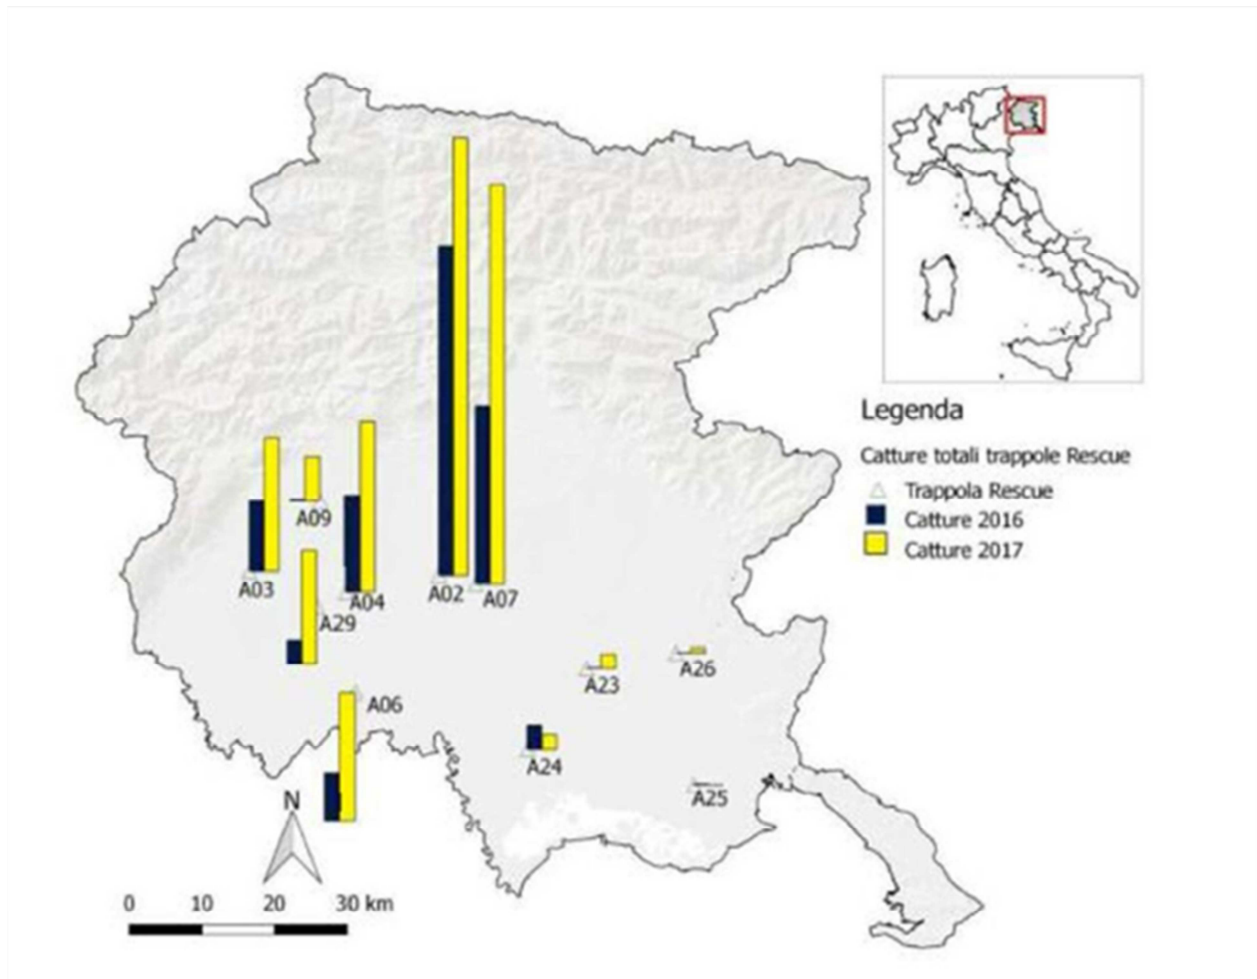 Legenda
Catture totali trappole Rescue
Trappola Rescue
Catture 2016
Catture 2017
A09
A03
A04
A02
A07
A29
A23
A26
A06
A24
A25
N
0 10 20 30 km